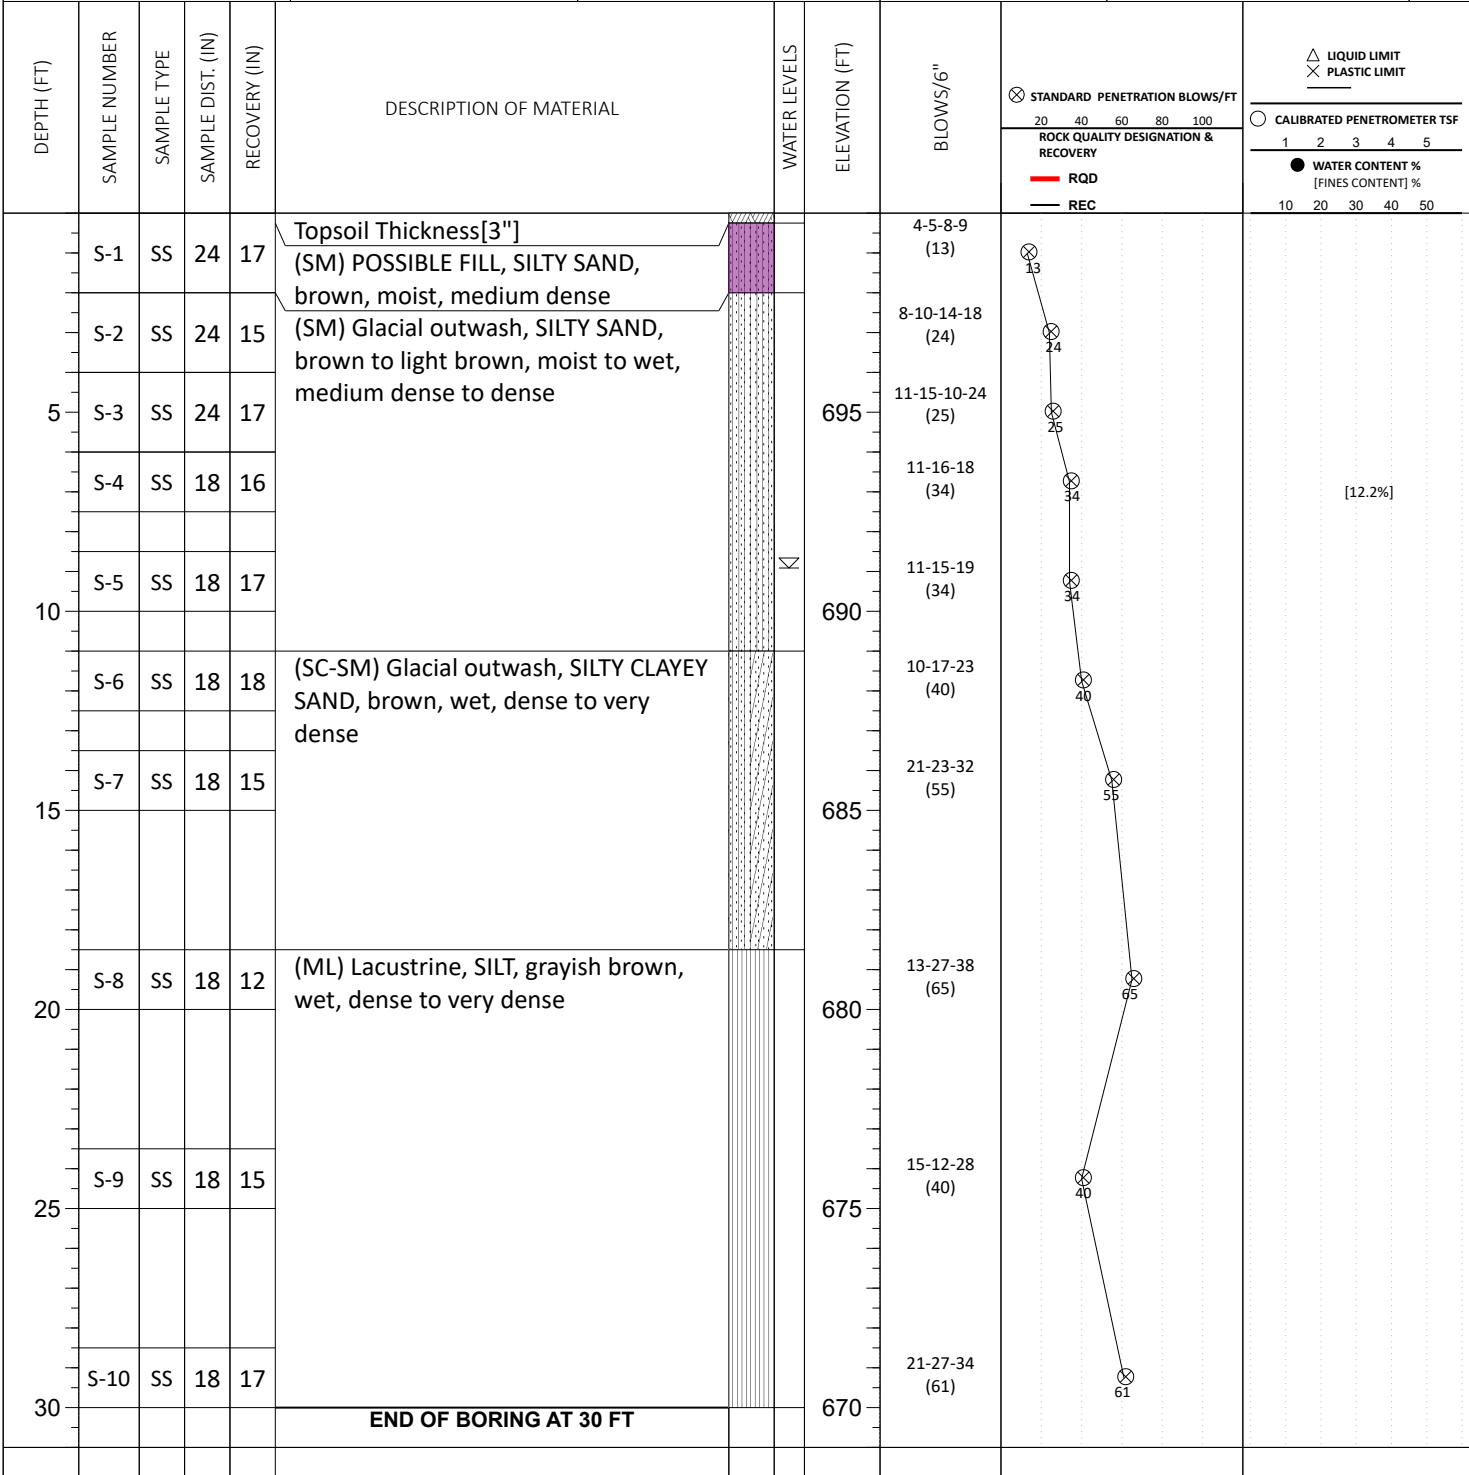 DEPTH (FT)
SAMPLE NUMBER
SAMPLE TYPE
SAMPLE DIST. (IN)
RECOVERY (IN)
DESCRIPTION OF MATERIAL
WATER LEVELS
ELEVATION (FT)
BLOWS/6"
STANDARD PENETRATION BLOWS/FT
20 40 60 80 100
ROCK QUALITY DESIGNATION &
RECOVERY
RQD
REC
LIQUID LIMIT
PLASTIC LIMIT
CALIBRATED PENETROMETER TSF
1 2 3 4 5
WATER CONTENT %
[FINES CONTENT] %
10 20 30 40 50
Topsoil Thickness[3"]
S-1 SS 24 17
(SM) POSSIBLE FILL, SILTY SAND,
brown, moist, medium dense
4-5-8-9
(13)
13
S-2 SS 24 15
(SM) Glacial outwash, SILTY SAND,
brown to light brown, moist to wet,
medium dense to dense
8-10-14-18
(24)
24
5
S-3 SS 24 17
695
11-15-10-24
(25)
25
S-4 SS 18 16
11-16-18
(34)
34
[12.2%]
S-5 SS 18 17
11-15-19
(34)
34
10
690
S-6 SS 18 18
(SC-SM) Glacial outwash, SILTY CLAYEY
SAND, brown, wet, dense to very
dense
10-17-23
(40)
40
S-7 SS 18 15
21-23-32
(55)
55
15
685
S-8 SS 18 12
(ML) Lacustrine, SILT, grayish brown,
wet, dense to very dense
13-27-38
(65)
65
20
680
S-9 SS 18 15
15-12-28
(40)
40
25
675
S-10 SS 18 17
21-27-34
(61)
61
30
670
END OF BORING AT 30 FT